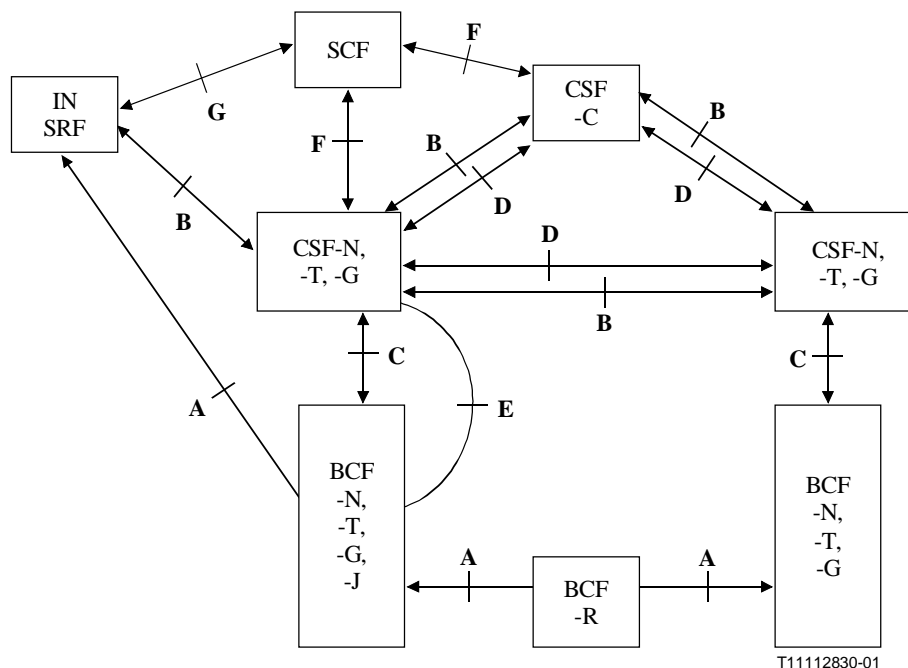 F
SCF
IN
SRF
G
CSF
-C
B
F
B
B
D
D
CSF-N,
-T, -G
D
CSF-N,
-T, -G
B
C
C
A
E
BCF
-N,
-T,
-G,
-J
BCF
-N,
-T,
-G
A
A
BCF
-R
T11112830-01